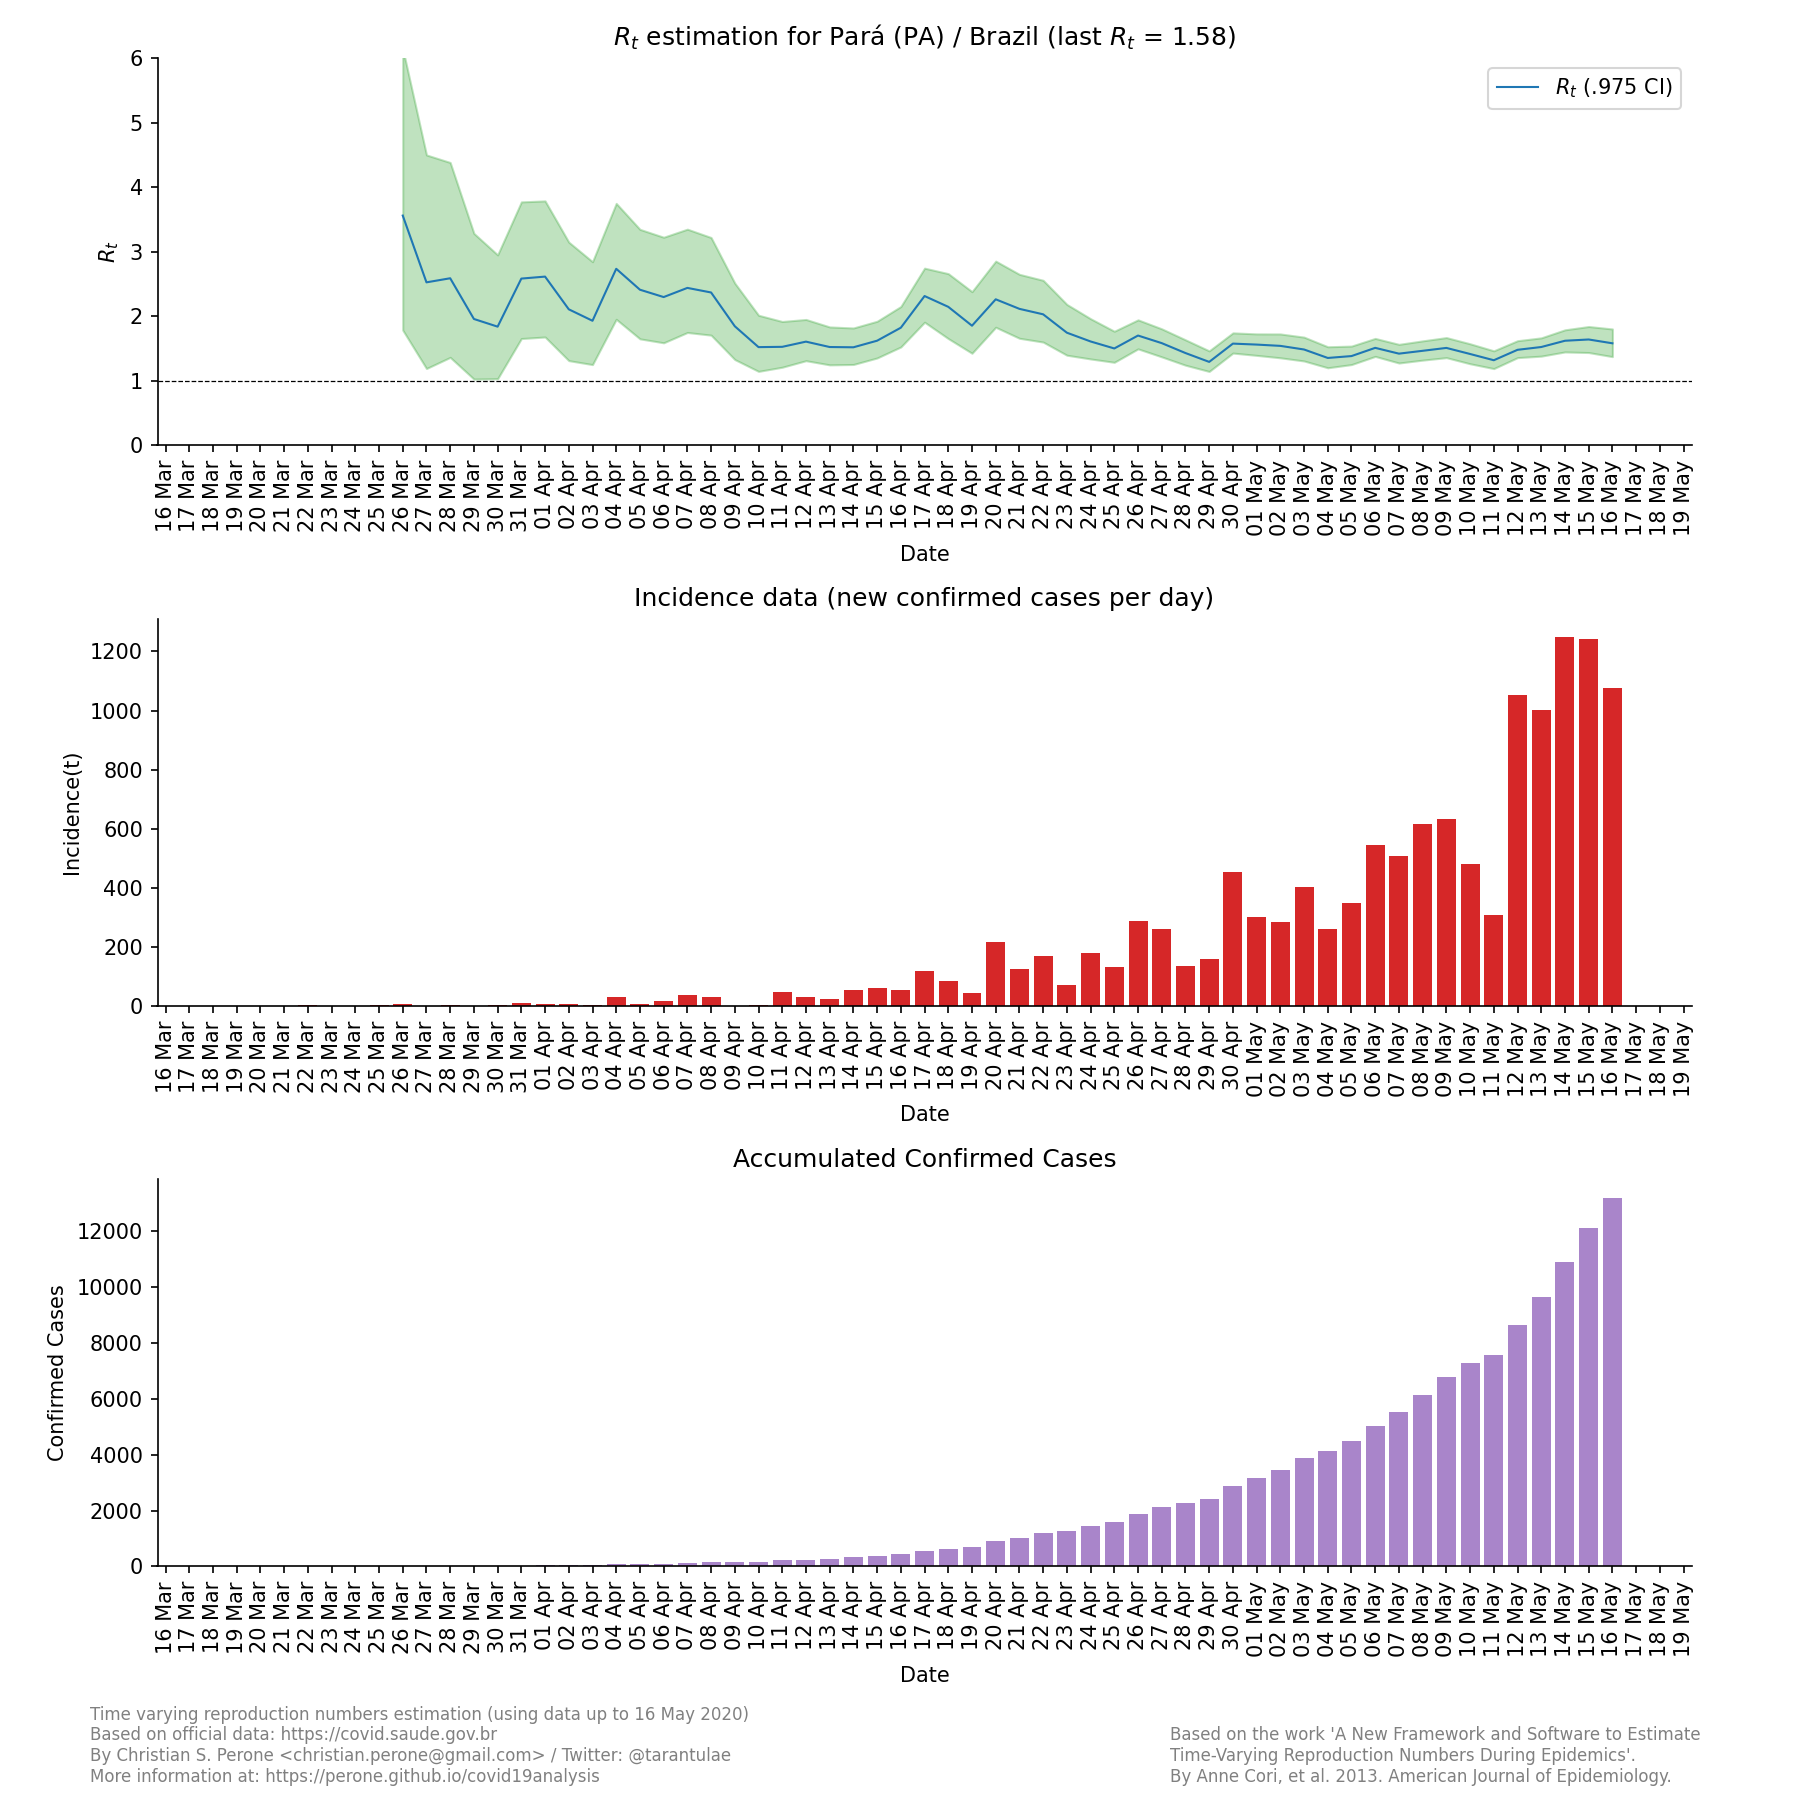 Rt estimation for Pará (PA) / Brazil (last Rt = 1.58)
6
5
4
3
2
1
0
Rt
Rt (.975 CI)
16 Mar
17 Mar
18 Mar
19 Mar
20 Mar
21 Mar
22 Mar
23 Mar
24 Mar
25 Mar
26 Mar
27 Mar
28 Mar
29 Mar
30 Mar
31 Mar
01 Apr
02 Apr
03 Apr
04 Apr
05 Apr
06 Apr
07 Apr
08 Apr
09 Apr
10 Apr
11 Apr
12 Apr
13 Apr
14 Apr
15 Apr
16 Apr
17 Apr
18 Apr
19 Apr
20 Apr
21 Apr
22 Apr
23 Apr
24 Apr
25 Apr
26 Apr
27 Apr
28 Apr
29 Apr
30 Apr
01 May
02 May
03 May
04 May
05 May
06 May
07 May
08 May
09 May
10 May
11 May
12 May
13 May
14 May
15 May
16 May
17 May
18 May
19 May
Date
Incidence data (new confirmed cases per day)
1200
1000
800
600
400
200
0
Incidence(t)
16 Mar
17 Mar
18 Mar
19 Mar
20 Mar
21 Mar
22 Mar
23 Mar
24 Mar
25 Mar
26 Mar
27 Mar
28 Mar
29 Mar
30 Mar
31 Mar
01 Apr
02 Apr
03 Apr
04 Apr
05 Apr
06 Apr
07 Apr
08 Apr
09 Apr
10 Apr
11 Apr
12 Apr
13 Apr
14 Apr
15 Apr
16 Apr
17 Apr
18 Apr
19 Apr
20 Apr
21 Apr
22 Apr
23 Apr
24 Apr
25 Apr
26 Apr
27 Apr
28 Apr
29 Apr
30 Apr
01 May
02 May
03 May
04 May
05 May
06 May
07 May
08 May
09 May
10 May
11 May
12 May
13 May
14 May
15 May
16 May
17 May
18 May
19 May
Date
Accumulated Confirmed Cases
12000
10000
8000
6000
4000
2000
0
Confirmed Cases
16 Mar
17 Mar
18 Mar
19 Mar
20 Mar
21 Mar
22 Mar
23 Mar
24 Mar
25 Mar
26 Mar
27 Mar
28 Mar
29 Mar
30 Mar
31 Mar
01 Apr
02 Apr
03 Apr
04 Apr
05 Apr
06 Apr
07 Apr
08 Apr
09 Apr
10 Apr
11 Apr
12 Apr
13 Apr
14 Apr
15 Apr
16 Apr
17 Apr
18 Apr
19 Apr
20 Apr
21 Apr
22 Apr
23 Apr
24 Apr
25 Apr
26 Apr
27 Apr
28 Apr
29 Apr
30 Apr
01 May
02 May
03 May
04 May
05 May
06 May
07 May
08 May
09 May
10 May
11 May
12 May
13 May
14 May
15 May
16 May
17 May
18 May
19 May
Date
Time varying reproduction numbers estimation (using data up to 16 May 2020)
Based on official data: https://covid.saude.gov.br
By Christian S. Perone <christian.perone@gmail.com> / Twitter: @tarantulae
More information at: https://perone.github.io/covid19analysis
Based on the work 'A New Framework and Software to Estimate
Time-Varying Reproduction Numbers During Epidemics'.
By Anne Cori, et al. 2013. American Journal of Epidemiology.